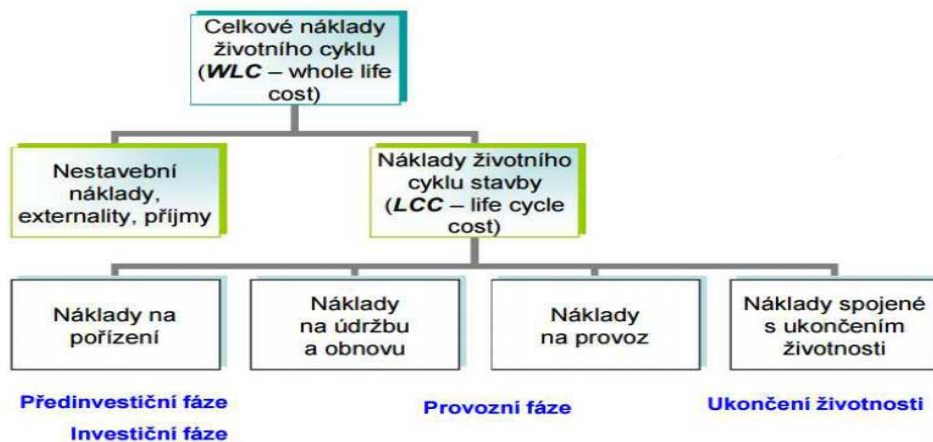 Celkové náklady
životního cyklu
(WLC – whole life
cost)
Nestavební
náklady,
externality, příjmy
Náklady životního
cyklu stavby
(LCC – life cycle
cost)
Náklady na
pořízení
Náklady
na údržbu
a obnovu
Náklady
na provoz
Náklady spojené
s ukončením
životnosti
Předinvestiční fáze
Investiční fáze
Provozní fáze
Ukončení životnosti